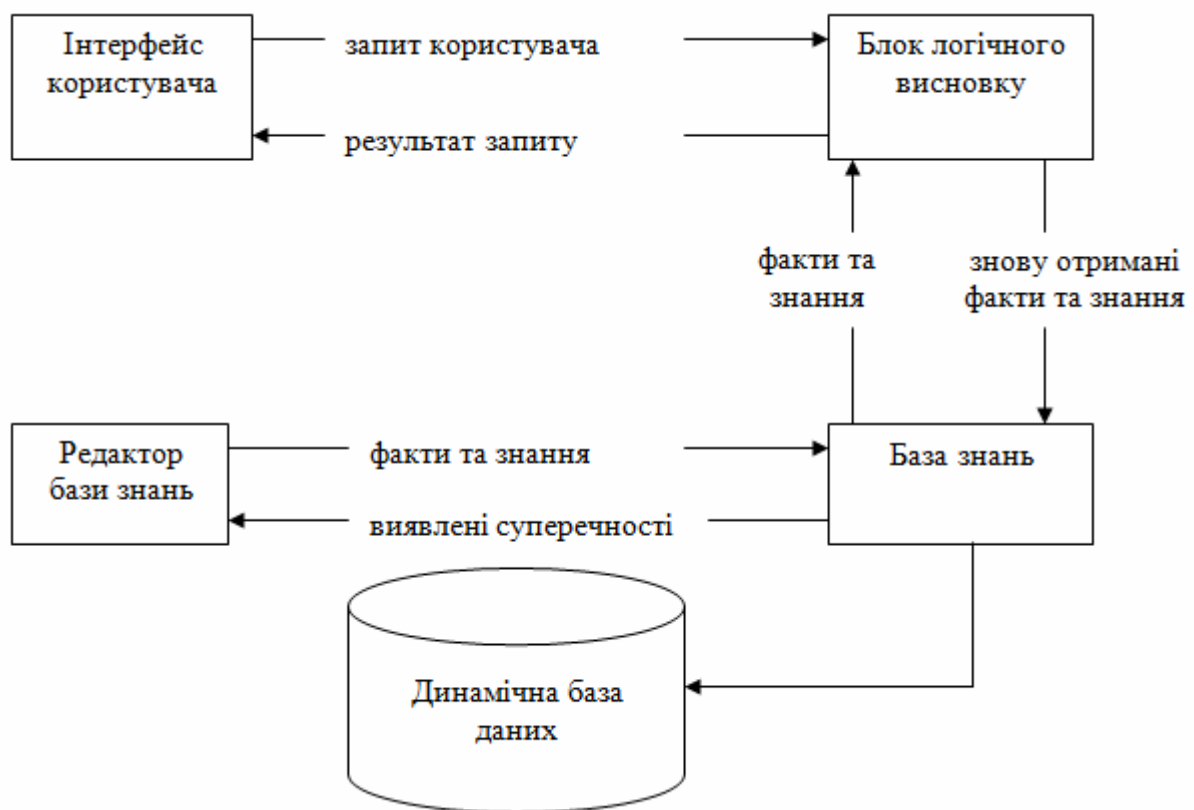 Інтерфейс
користувача
запит користувача
Блок логічного
висновку
результат запиту
факти та
знання
знову отримані
факти та знання
Редактор
бази знань
факти та знання
База знань
виявлені суперечності
Динамічна база
даних